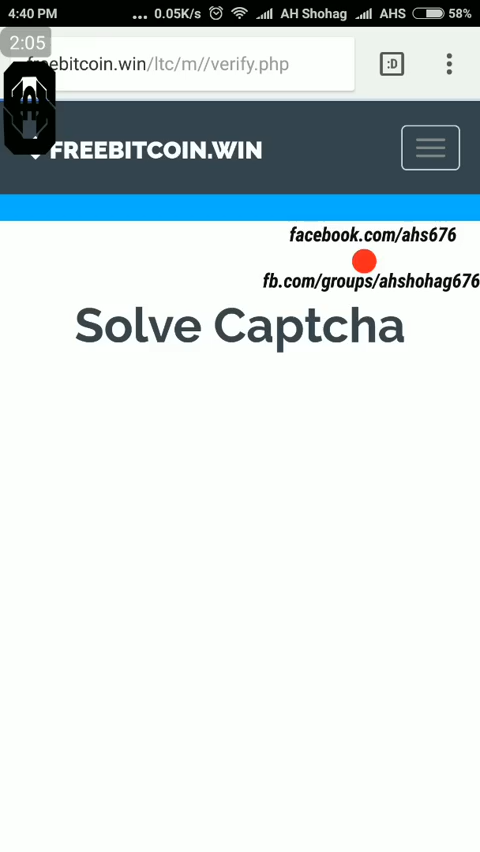 4:40 PM ... 0.05K/s AH Shohag AHS 58%
2:05
freebitcoin.win/ltc/m//verify.php :D
FREEBITCOIN.WIN
facebook.com/ahs676
fb.com/groups/ahshohag676
Solve Captcha